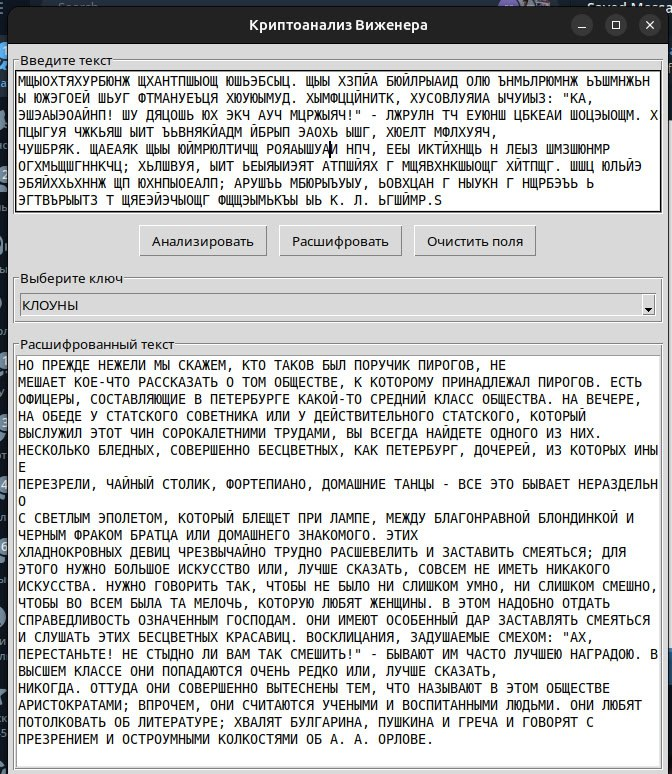 Криптоанализ Виженера
Введите текст
МЩЫОХТЯХУРБЮНЖ ЩХАНТПШЫОЩ ЮШЬЭБСЫЦ. ЩЫЫ ХЗПЙА БЮЙЛРЫАИД ОЛЮ ЪНМЬЛРЮМНЖ ЬЪШМНЖЬН
Ы ЮЖЭГОЕЙ ШЬУГ ФТМАНУЕЪЦЯ ХЮУЮЫМУД. ХЫМФЦЦЙНИТК, ХУСОВЛУЯИА ЫЧУИЫЗ: "КА,
ЭШЭАЫЭОАЙНП! ШУ ДЯЦОШЬ ЮХ ЭКЧ АУЧ МЦРЖЫЯЧ!" - ЛЖРУЛН ТЧ ЕУЮНШ ЦБКЕАИ ШОЦЭЫОЩМ. Х
ПЦЫГУЯ ЧЖКЬЯШ ЫИТ ЪЬВНЯКЙАДМ ЙБРЫП ЭАОХЬ ЫШГ, ХЮЕЛТ МФЛХУЯЧ,
ЧУШБРЯК. ЩАЕАЯК ЩЫЫ ЮЙМРЮЛТИЧЩ РОЯАЫШУАИ НПЧ, ЕЕЫ ИКТЙХНЩЬ Н ЛЕЫЗ ШМЗШЮНМР
ОГХМЬЩШГННКЧЦ; ХЬЛШВУЯ, ЫИТ ЬЕЫЯЫИЭЯТ АТПШЙЯХ Г МЩЯВХНКШЫОЩГ ХЙТПЩГ. ШШЦ ЮЛЬЙЭ
ЭБЯЙХХЬХННЖ ЩП ЮХНПЫОЕАЛП; АРУШЪЬ МБЮРЫЪУЫУ, ЬОВХЦАН Г НЫУКН Г НЩРБЭЪЬ Ь
ЭГТВЪРЫЫТЗ Т ЩЯЕЭЙЭЧЫОЩГ ФЩЩЭЫМЬКЪЫ ЫЬ К. Л. ЬГШЙМР.S
Анализировать
Расшифровать
Очистить поля
Выберите ключ
КЛОУНЫ
Расшифрованный текст
НО ПРЕЖДЕ НЕЖЕЛИ МЫ СКАЖЕМ, КТО ТАКОВ БЫЛ ПОРУЧИК ПИРОГОВ, НЕ
МЕШАЕТ КОЕ-ЧТО РАССКАЗАТЬ О ТОМ ОБЩЕСТВЕ, К КОТОРОМУ ПРИНАДЛЕЖАЛ ПИРОГОВ. ЕСТЬ
ОФИЦЕРЫ, СОСТАВЛЯЮЩИЕ В ПЕТЕРБУРГЕ КАКОЙ-ТО СРЕДНИЙ КЛАСС ОБЩЕСТВА. НА ВЕЧЕРЕ,
НА ОБЕДЕ У СТАТСКОГО СОВЕТНИКА ИЛИ У ДЕЙСТВИТЕЛЬНОГО СТАТСКОГО, КОТОРЫЙ
ВЫСЛУЖИЛ ЭТОТ ЧИН СОРОКАЛЕТНИМИ ТРУДАМИ, ВЫ ВСЕГДА НАЙДЕТЕ ОДНОГО ИЗ НИХ.
НЕСКОЛЬКО БЛЕДНЫХ, СОВЕРШЕННО БЕСЦВЕТНЫХ, КАК ПЕТЕРБУРГ, ДОЧЕРЕЙ, ИЗ КОТОРЫХ ИНЫ
Е
ПЕРЕЗРЕЛИ, ЧАЙНЫЙ СТОЛИК, ФОРТЕПИАНО, ДОМАШНИЕ ТАНЦЫ - ВСЕ ЭТО БЫВАЕТ НЕРАЗДЕЛЬН
О
С СВЕТЛЫМ ЭПОЛЕТОМ, КОТОРЫЙ БЛЕЩЕТ ПРИ ЛАМПЕ, МЕЖДУ БЛАГОНРАВНОЙ БЛОНДИНКОЙ И
ЧЕРНЫМ ФРАКОМ БРАТЦА ИЛИ ДОМАШНЕГО ЗНАКОМОГО. ЭТИХ
ХЛАДНОКРОВНЫХ ДЕВИЦ ЧРЕЗВЫЧАЙНО ТРУДНО РАСШЕВЕЛИТЬ И ЗАСТАВИТЬ СМЕЯТЬСЯ; ДЛЯ
ЭТОГО НУЖНО БОЛЬШОЕ ИСКУССТВО ИЛИ, ЛУЧШЕ СКАЗАТЬ, СОВСЕМ НЕ ИМЕТЬ НИКАКОГО
ИСКУССТВА. НУЖНО ГОВОРИТЬ ТАК, ЧТОБЫ НЕ БЫЛО НИ СЛИШКОМ УМНО, НИ СЛИШКОМ СМЕШНО,
ЧТОБЫ ВО ВСЕМ БЫЛА ТА МЕЛОЧЬ, КОТОРУЮ ЛЮБЯТ ЖЕНЩИНЫ. В ЭТОМ НАДОБНО ОТДАТЬ
СПРАВЕДЛИВОСТЬ ОЗНАЧЕННЫМ ГОСПОДАМ. ОНИ ИМЕЮТ ОСОБЕННЫЙ ДАР ЗАСТАВЛЯТЬ СМЕЯТЬСЯ
И СЛУШАТЬ ЭТИХ БЕСЦВЕТНЫХ КРАСАВИЦ. ВОСКЛИЦАНИЯ, ЗАДУШАЕМЫЕ СМЕХОМ: "АХ,
ПЕРЕСТАНЬТЕ! НЕ СТЫДНО ЛИ ВАМ ТАК СМЕШИТЬ!" - БЫВАЮТ ИМ ЧАСТО ЛУЧШЕЮ НАГРАДОЮ. В
ВЫСШЕМ КЛАССЕ ОНИ ПОПАДАЮТСЯ ОЧЕНЬ РЕДКО ИЛИ, ЛУЧШЕ СКАЗАТЬ,
НИКОГДА. ОТТУДА ОНИ СОВЕРШЕННО ВЫТЕСНЕНЫ ТЕМ, ЧТО НАЗЫВАЮТ В ЭТОМ ОБЩЕСТВЕ
АРИСТОКРАТАМИ; ВПРОЧЕМ, ОНИ СЧИТАЮТСЯ УЧЕНЫМИ И ВОСПИТАННЫМИ ЛЮДЬМИ. ОНИ ЛЮБЯТ
ПОТОЛКОВАТЬ ОБ ЛИТЕРАТУРЕ; ХВАЛЯТ БУЛГАРИНА, ПУШКИНА И ГРЕЧА И ГОВОРЯТ С
ПРЕЗРЕНИЕМ И ОСТРОУМНЫМИ КОЛКОСТЯМИ ОБ А. А. ОРЛОВЕ.